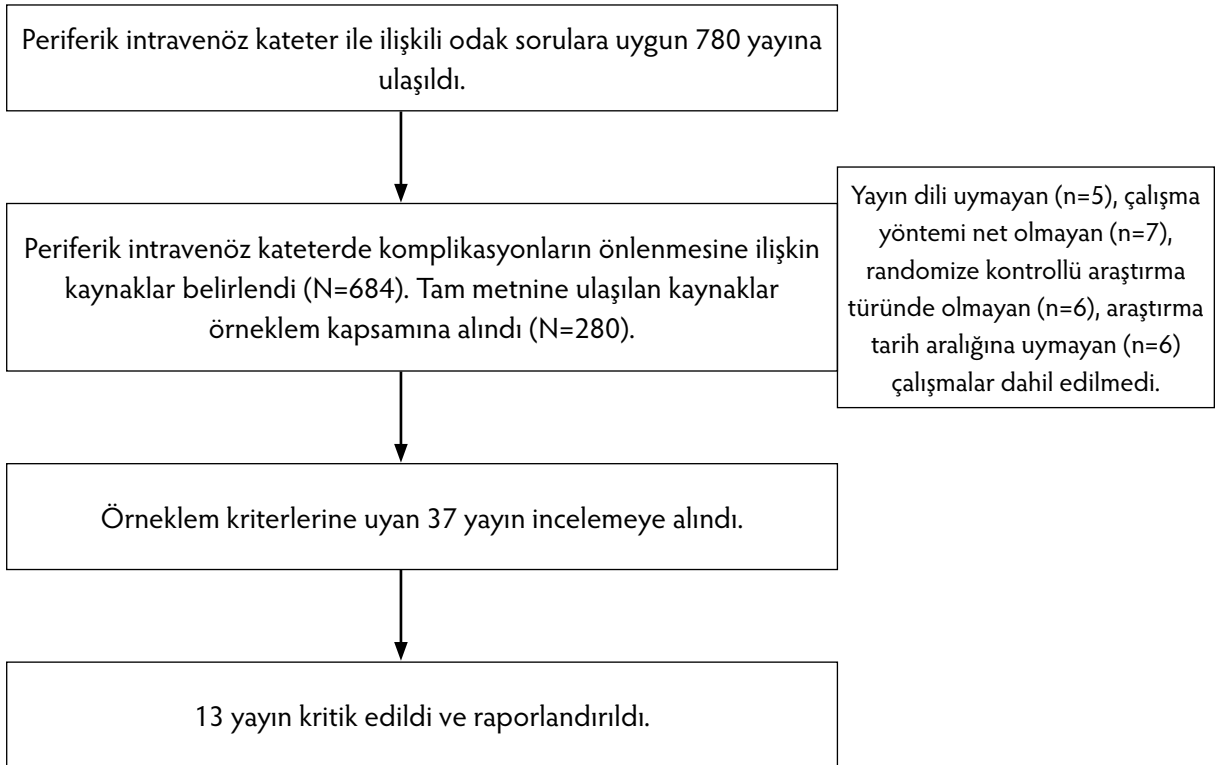 Periferik intravenöz kateter ile ilişkili odak sorulara uygun 780 yayına
ulaşıldı.
Periferik intravenöz kateterde komplikasyonların önlenmesine ilişkin
kaynaklar belirlendi (N=684). Tam metnine ulaşılan kaynaklar
örneklem kapsamına alındı (N=280).
Yayın dili uymayan (n=5), çalışma
yöntemi net olmayan (n=7),
randomize kontrollü araştırma
türünde olmayan (n=6), araştırma
tarih aralığına uymayan (n=6)
çalışmalar dahil edilmedi.
Örneklem kriterlerine uyan 37 yayın incelemeye alındı.
13 yayın kritik edildi ve raporlandırıldı.